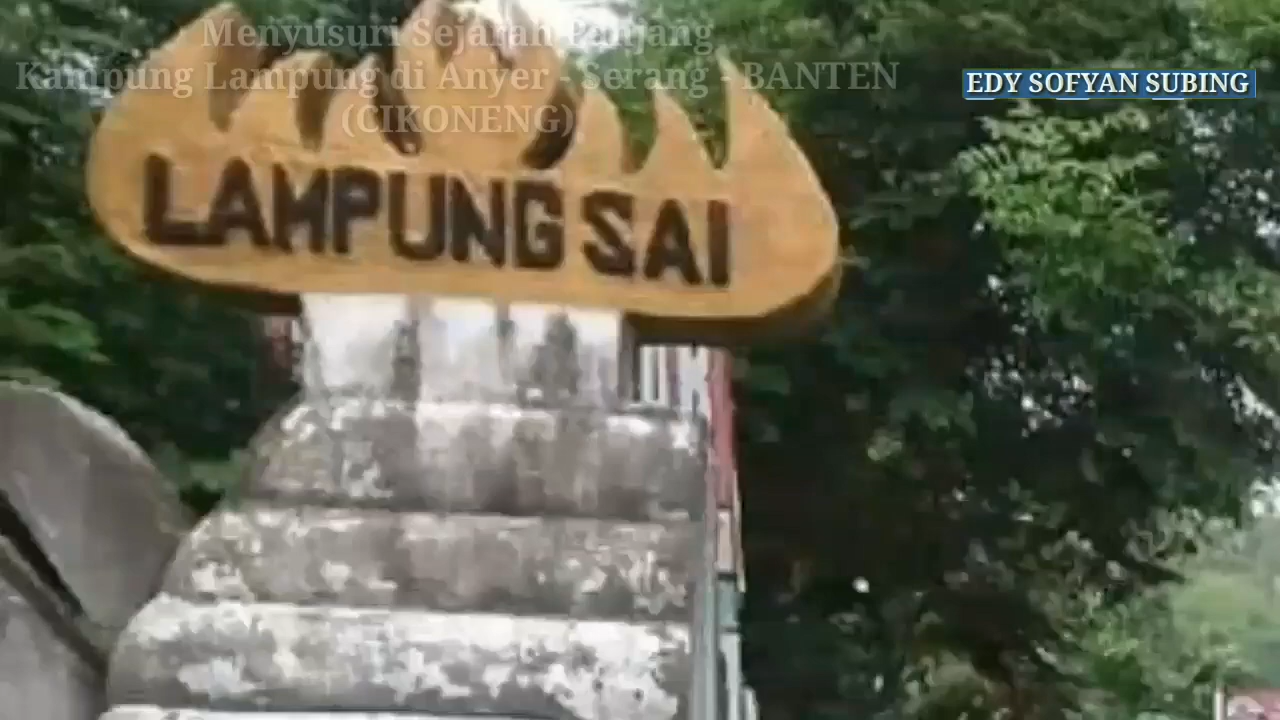 Menyusuri Sejarah Panjang
Kampung Lampung di Anyer - Serang - BANTEN
(CIKONENG)
EDY SOFYAN SUBING
LAMPUNG SAI